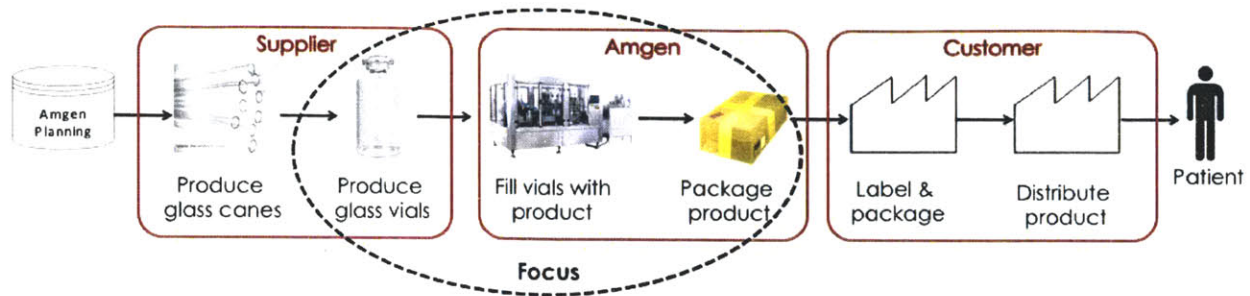 Supplier
Amgen
Customer
Amgen
Planning
Produce
glass canes
Produce
glass vials
Fill vials with
product
Package
product
Label &
package
Distribute
product
Patient
Focus